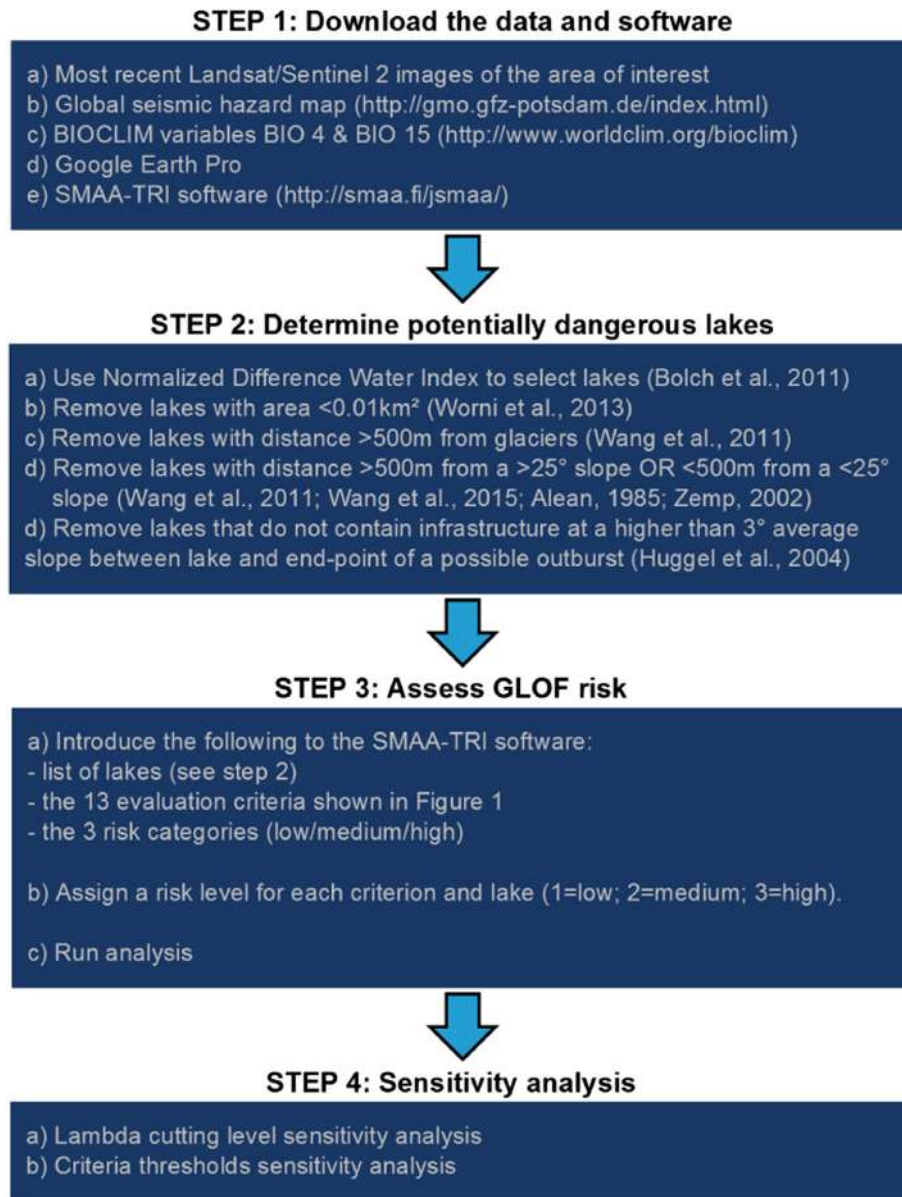 STEP 1: Download the data and software
a) Most recent Landsat/Sentinel 2 images of the area of interest
b) Global seismic hazard map (http://gmo.gfz-potsdam.de/index.html)
c) BIOCLIM variables BIO 4 & BIO 15 (http://www.worldclim.org/bioclim)
d) Google Earth Pro
e) SMAA-TRI software (http://smaa.fi/jsmaa/)
STEP 2: Determine potentially dangerous lakes
a) Use Normalized Difference Water Index to select lakes (Bolch et al., 2011)
b) Remove lakes with area <0.01km² (Worni et al., 2013)
c) Remove lakes with distance >500m from glaciers (Wang et al., 2011)
d) Remove lakes with distance >500m from a >25° slope OR <500m from a <25°
slope (Wang et al., 2011; Wang et al., 2015; Alean, 1985; Zemp, 2002)
d) Remove lakes that do not contain infrastructure at a higher than 3° average
slope between lake and end-point of a possible outburst (Huggel et al., 2004)
STEP 3: Assess GLOF risk
a) Introduce the following to the SMAA-TRI software:
- list of lakes (see step 2)
- the 13 evaluation criteria shown in Figure 1
- the 3 risk categories (low/medium/high)
b) Assign a risk level for each criterion and lake (1=low; 2=medium; 3=high).
c) Run analysis
STEP 4: Sensitivity analysis
a) Lambda cutting level sensitivity analysis
b) Criteria thresholds sensitivity analysis